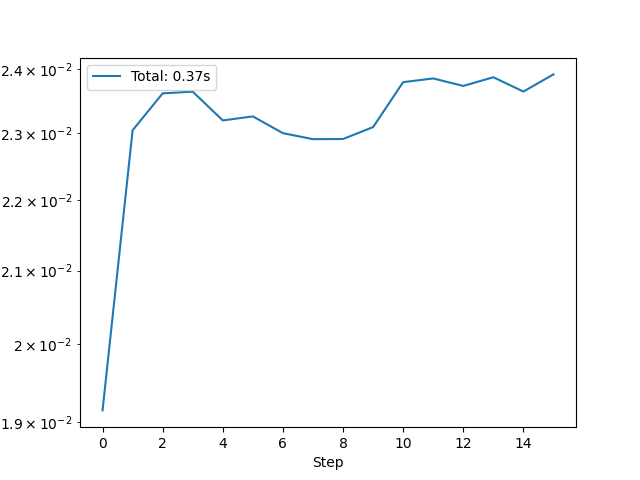 Total: 0.37s
2.4 × 10⁻²
2.3 × 10⁻²
2.2 × 10⁻²
2.1 × 10⁻²
2 × 10⁻²
1.9 × 10⁻²
0 2 4 6 8 10 12 14
Step